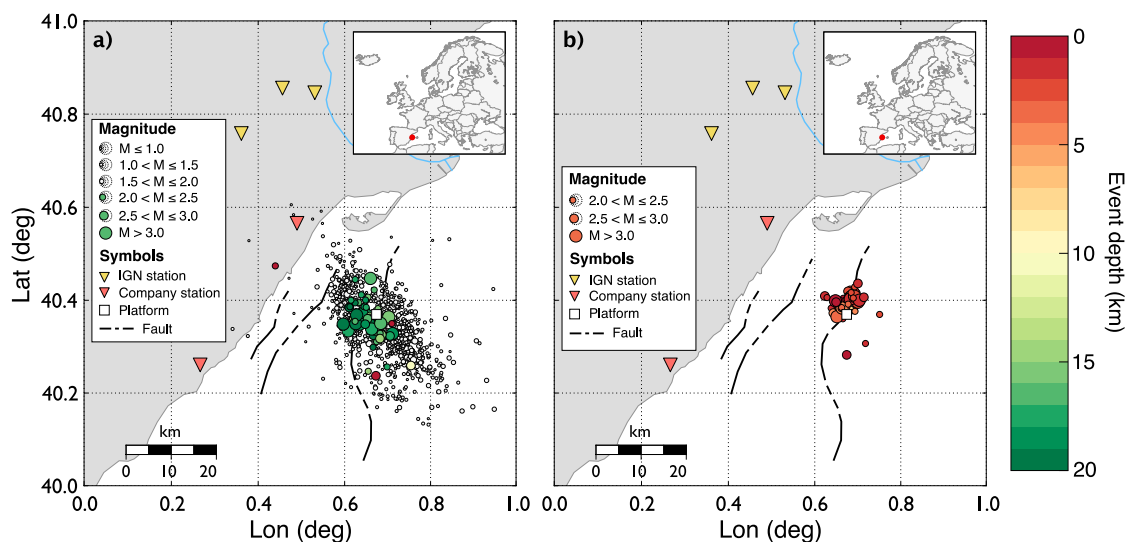 a)
Magnitude
M ≤ 1.0
1.0 < M ≤ 1.5
1.5 < M ≤ 2.0
2.0 < M ≤ 2.5
2.5 < M ≤ 3.0
M > 3.0
Symbols
IGN station
Company station
Platform
Fault
km
0 10 20
41.0
40.8
40.6
40.4
40.2
40.0
Lat (deg)
0.0 0.2 0.4 0.6 0.8 1.0
Lon (deg)
b)
Magnitude
2.0 < M ≤ 2.5
2.5 < M ≤ 3.0
M > 3.0
Symbols
IGN station
Company station
Platform
Fault
km
0 10 20
0.0 0.2 0.4 0.6 0.8 1.0
Lon (deg)
0
5
10
15
20
Event depth (km)